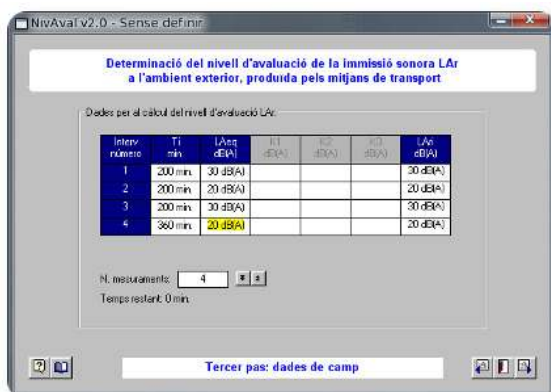 NivAval v2.0 - Sense definir
Determinació del nivell d'avaluació de la immissió sonora LAr
a l'ambient exterior, produïda pels mitjans de transport
Dades per al càlcul del nivell d'avaluació LAr:
Interv. Ti LAeq K1 K2 K3 LAri
número min. dB(A) dB(A) dB(A) dB(A) dB(A)
1 200 min. 30 dB(A) 30 dB(A)
2 200 min. 20 dB(A) 20 dB(A)
3 200 min. 30 dB(A) 30 dB(A)
4 360 min. 20 dB(A) 20 dB(A)
N. mesuraments: 4
Temps restant: 0 min.
Tercer pas: dades de camp